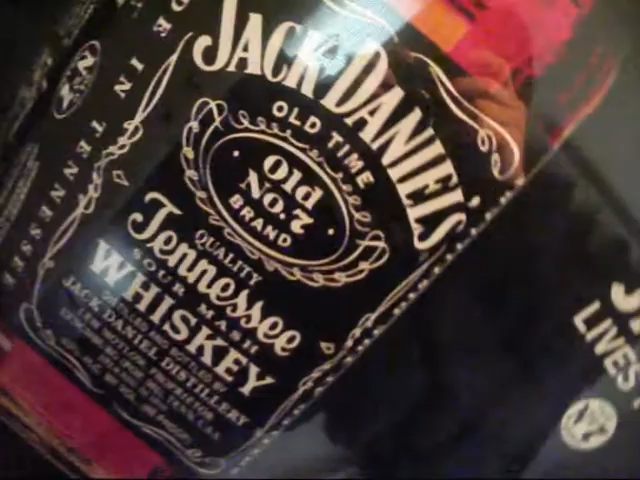 JACK DANIEL'S
OLD TIME
Old
No. 7
BRAND
QUALITY
Tennessee
SOUR MASH
WHISKEY
JACK DANIEL DISTILLERY
DE IN TENNESSEE
LIVES